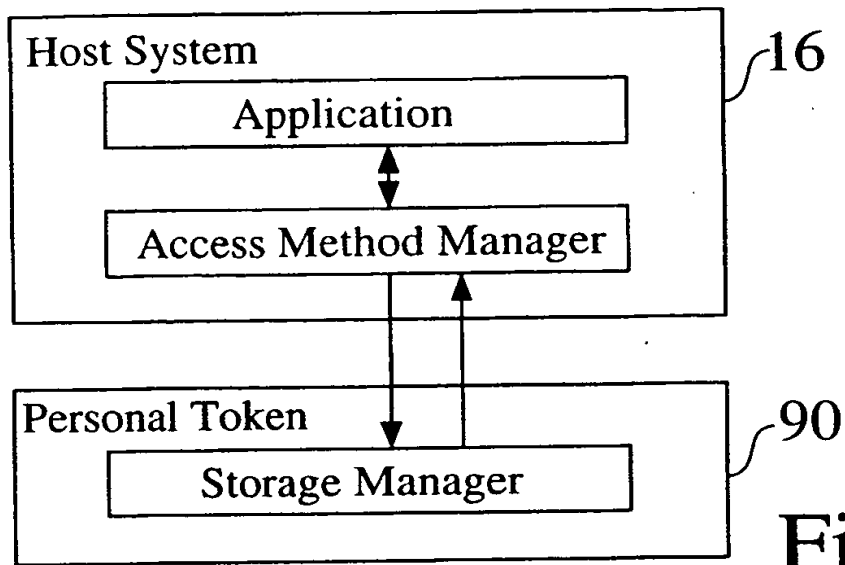 Host System
16
Application
Access Method Manager
Personal Token
90
Storage Manager